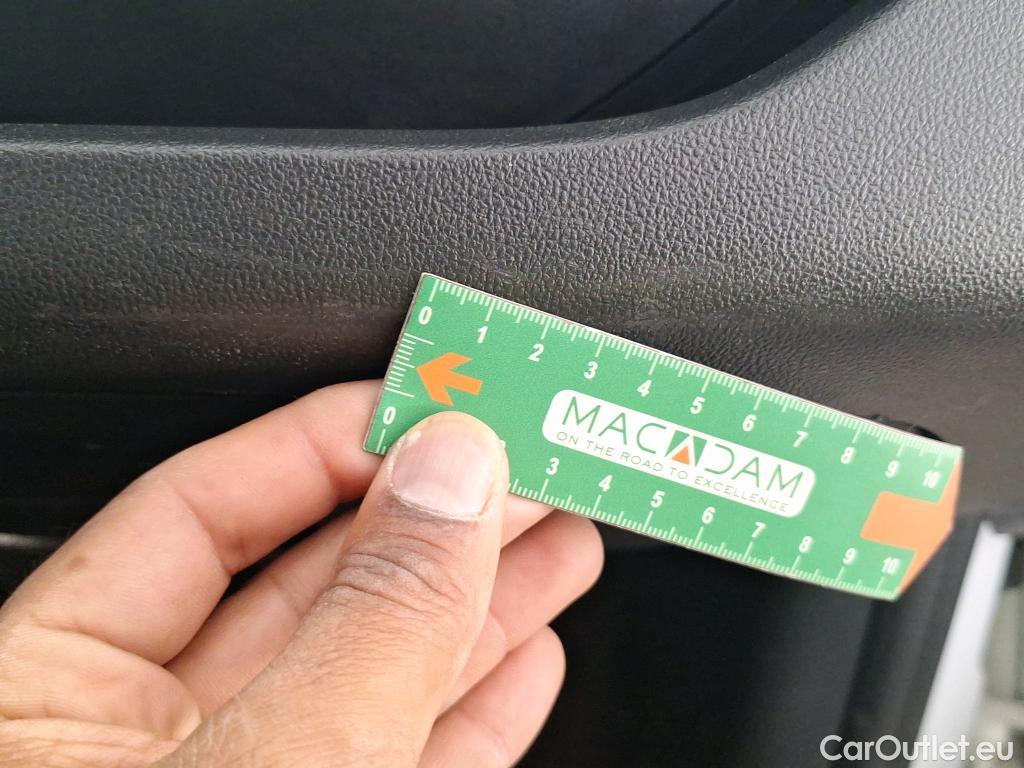 0 1 2 3 4 5 6 7 8 9 10
MACADAM
ON THE ROAD TO EXCELLENCE
0 3 4 5 6 7 8 9 10
CarOutlet.eu